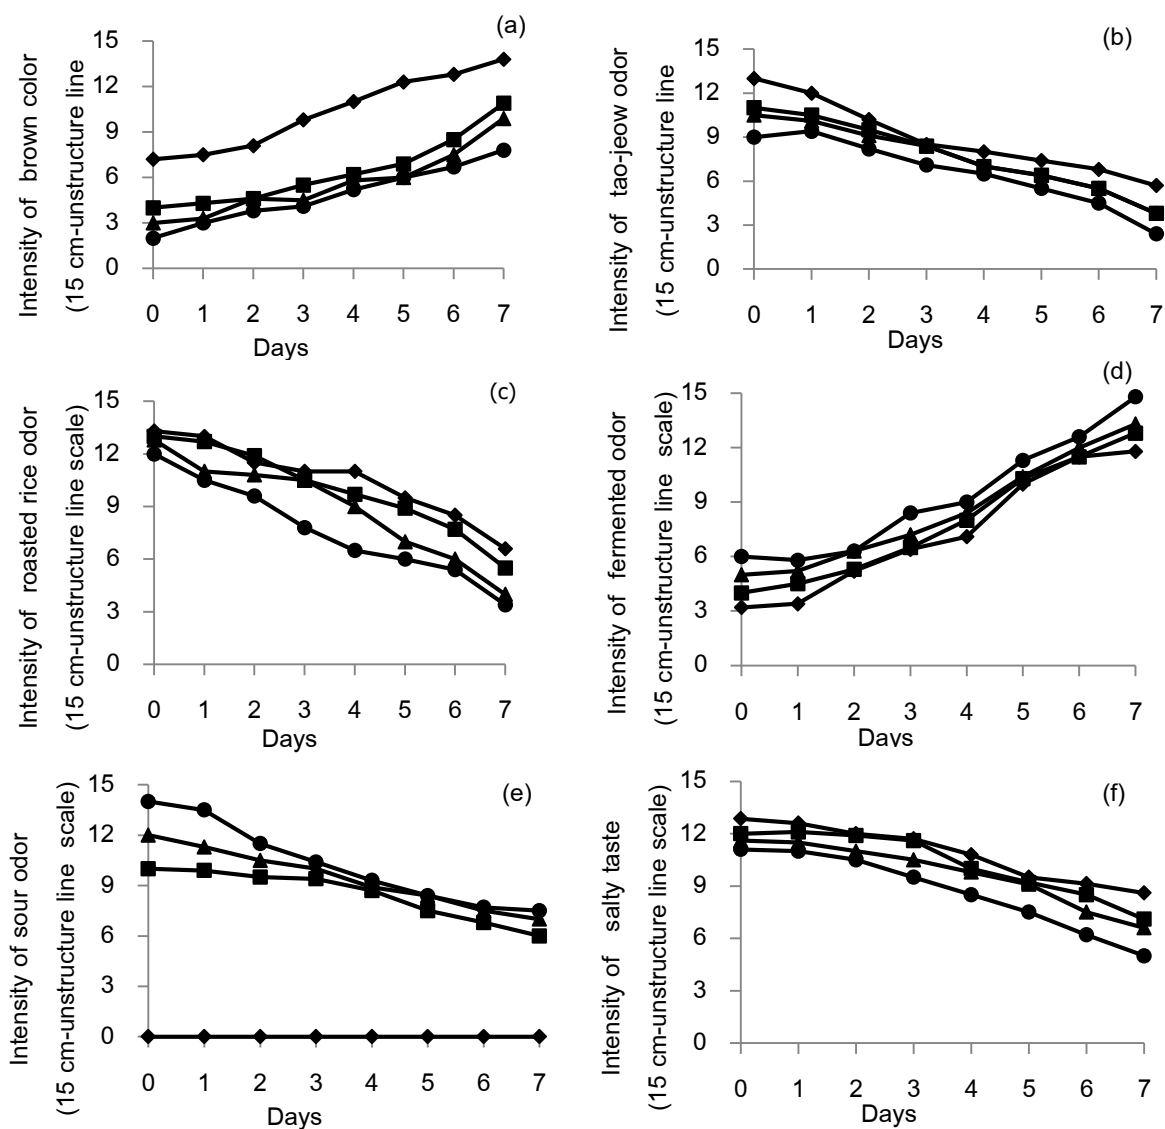 (a)
Intensity of brown color
(15 cm-unstructure line
15
12
9
6
3
0
0 1 2 3 4 5 6 7
Days
(b)
Intensity of tao-jeow odor
(15 cm-unstructure line
15
12
9
6
3
0
0 1 2 3 4 5 6 7
Days
(c)
Intensity of roasted rice odor
(15 cm-unstructure line scale)
15
12
9
6
3
0
0 1 2 3 4 5 6 7
Days
(d)
Intensity of fermented odor
(15 cm-unstructure line scale)
15
12
9
6
3
0
0 1 2 3 4 5 6 7
Days
(e)
Intensity of sour odor
(15 cm-unstructure line scale)
15
12
9
6
3
0
0 1 2 3 4 5 6 7
Days
(f)
Intensity of salty taste
(15 cm-unstructure line scale)
15
12
9
6
3
0
0 1 2 3 4 5 6 7
Days